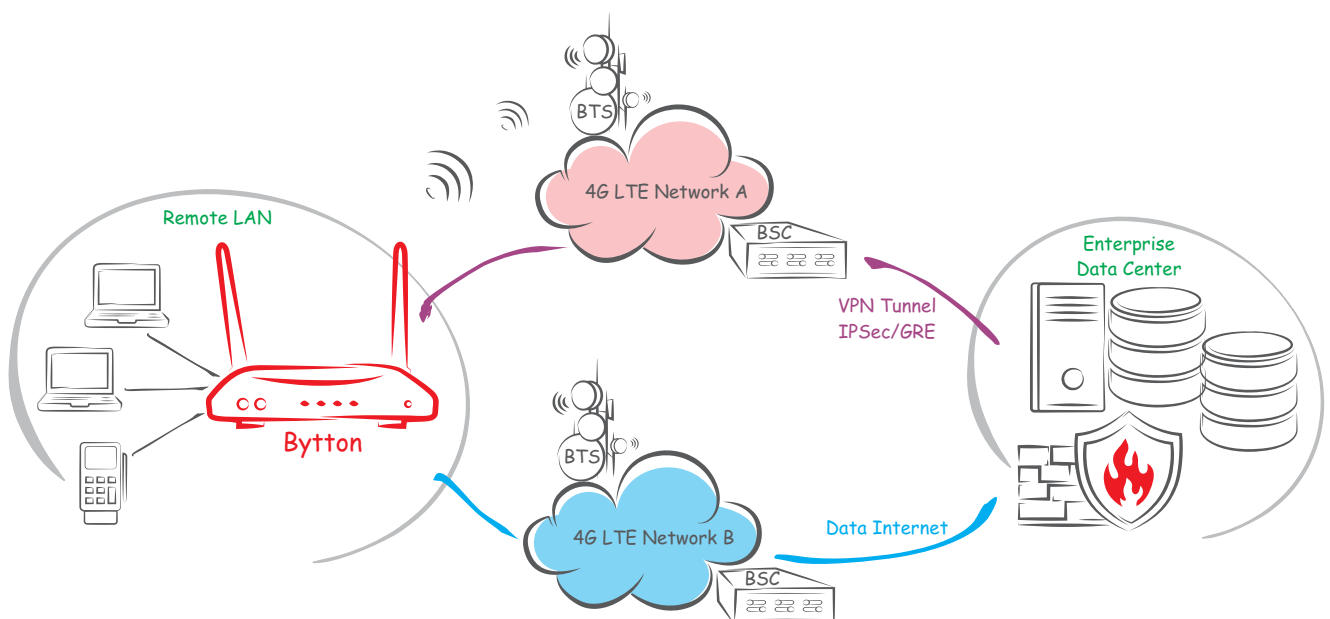 BTS
4G LTE Network A
BSC
Remote LAN
Enterprise
Data Center
VPN Tunnel
IPSec/GRE
Bytton
BTS
4G LTE Network B
Data Internet
BSC